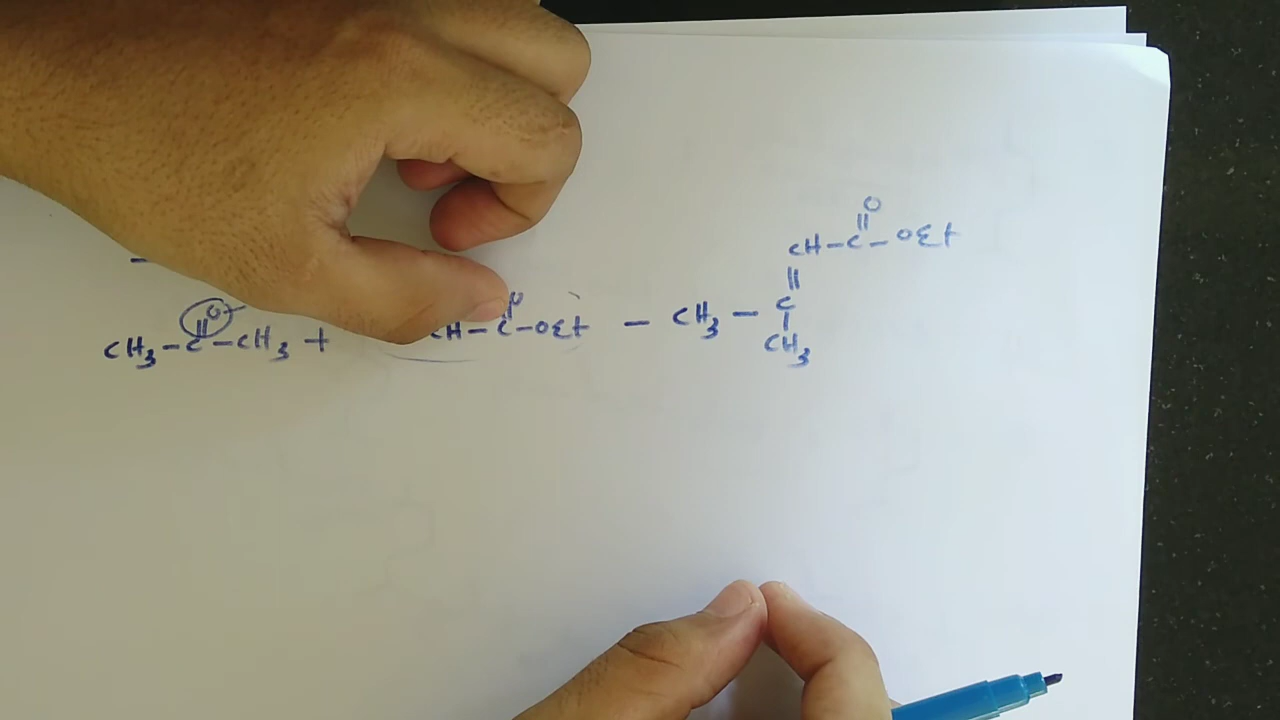 O
CH-C-OEt
||
O O
CH3-C-CH3 + CH-C-OEt - CH3-C
|
CH3